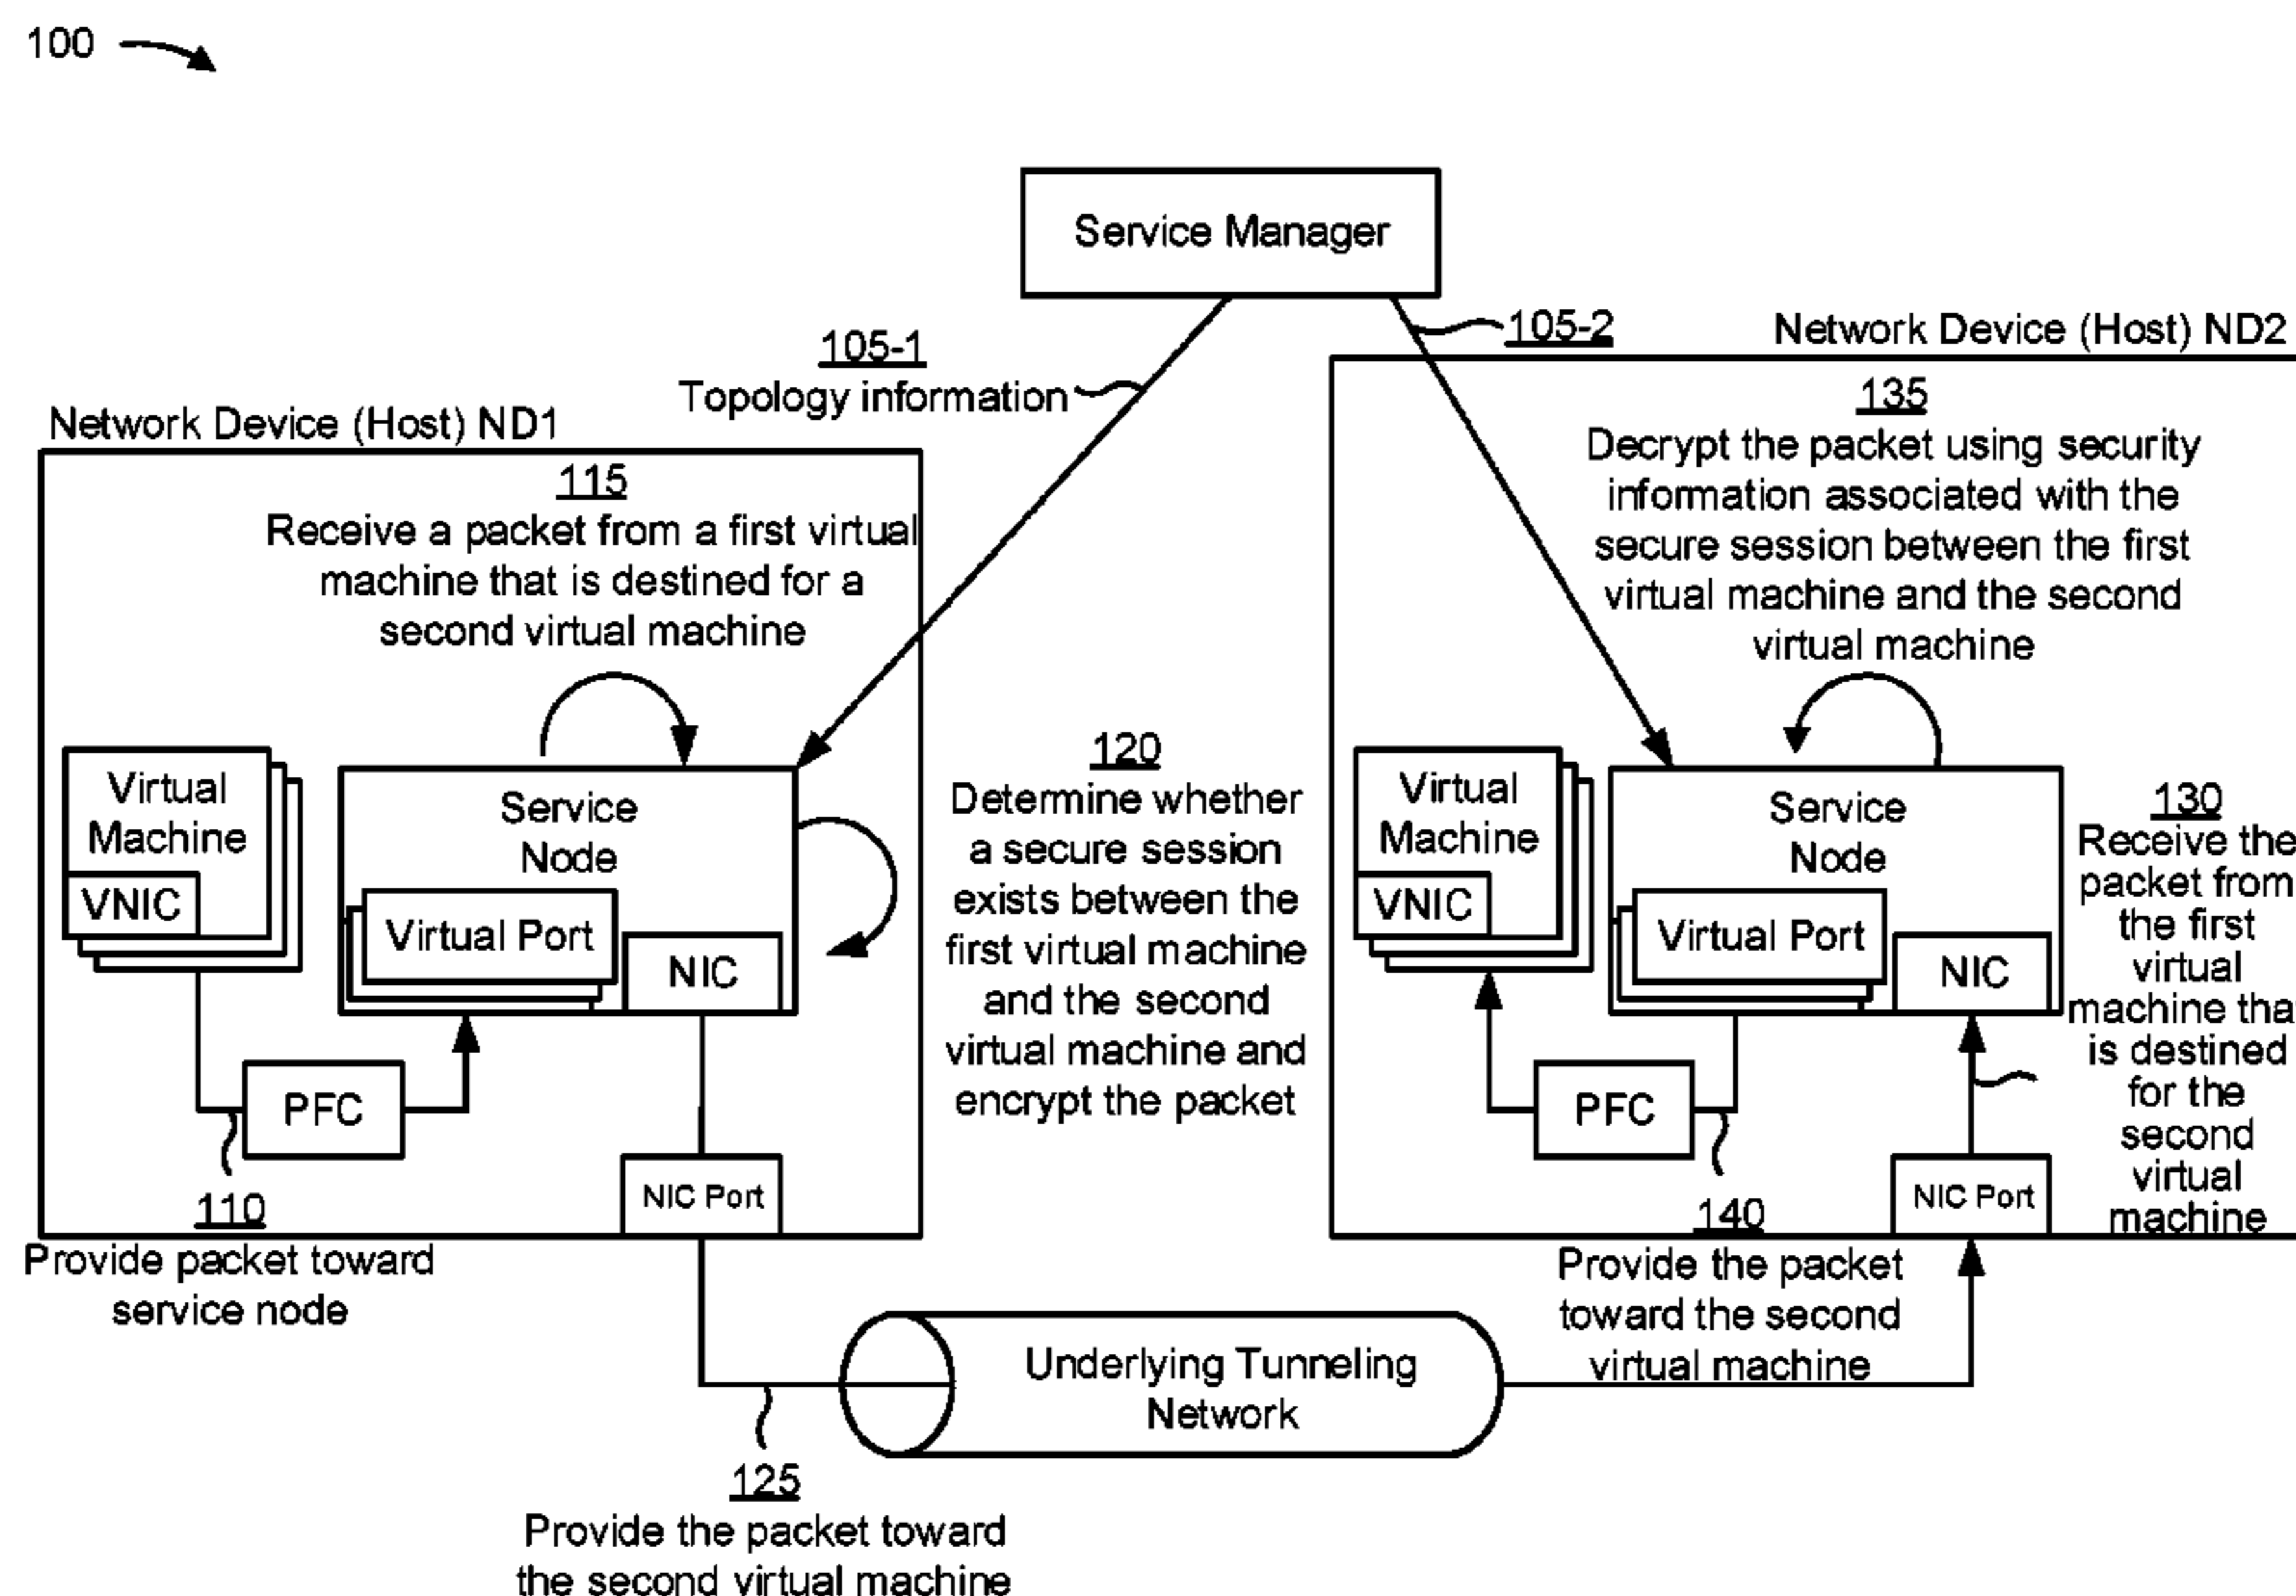 100
Service Manager
105-1
Topology information
105-2
Network Device (Host) ND1
115
Receive a packet from a first virtual
machine that is destined for a
second virtual machine
Virtual
Machine
VNIC
Service
Node
Virtual Port
NIC
PFC
NIC Port
110
Provide packet toward
service node
120
Determine whether
a secure session
exists between the
first virtual machine
and the second
virtual machine and
encrypt the packet
125
Provide the packet toward
the second virtual machine
Underlying Tunneling
Network
Network Device (Host) ND2
135
Decrypt the packet using security
information associated with the
secure session between the first
virtual machine and the second
virtual machine
Virtual
Machine
VNIC
Service
Node
Virtual Port
NIC
PFC
NIC Port
130
Receive the
packet from
the first
virtual
machine tha
is destined
for the
second
virtual
machine
140
Provide the packet
toward the second
virtual machine